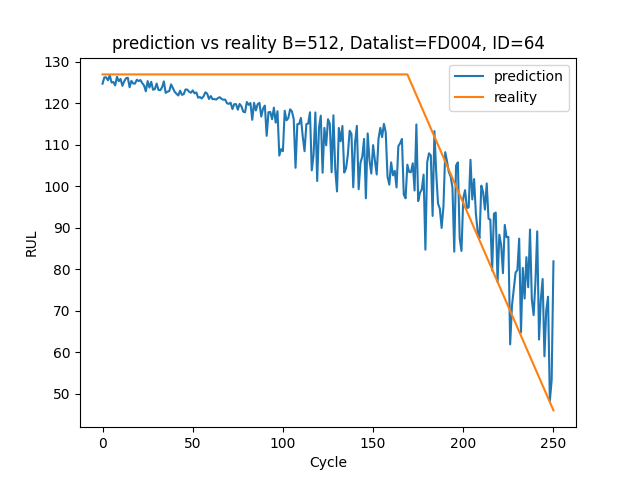 prediction vs reality B=512, Datalist=FD004, ID=64
prediction
reality
RUL
130
120
110
100
90
80
70
60
50
0 50 100 150 200 250
Cycle